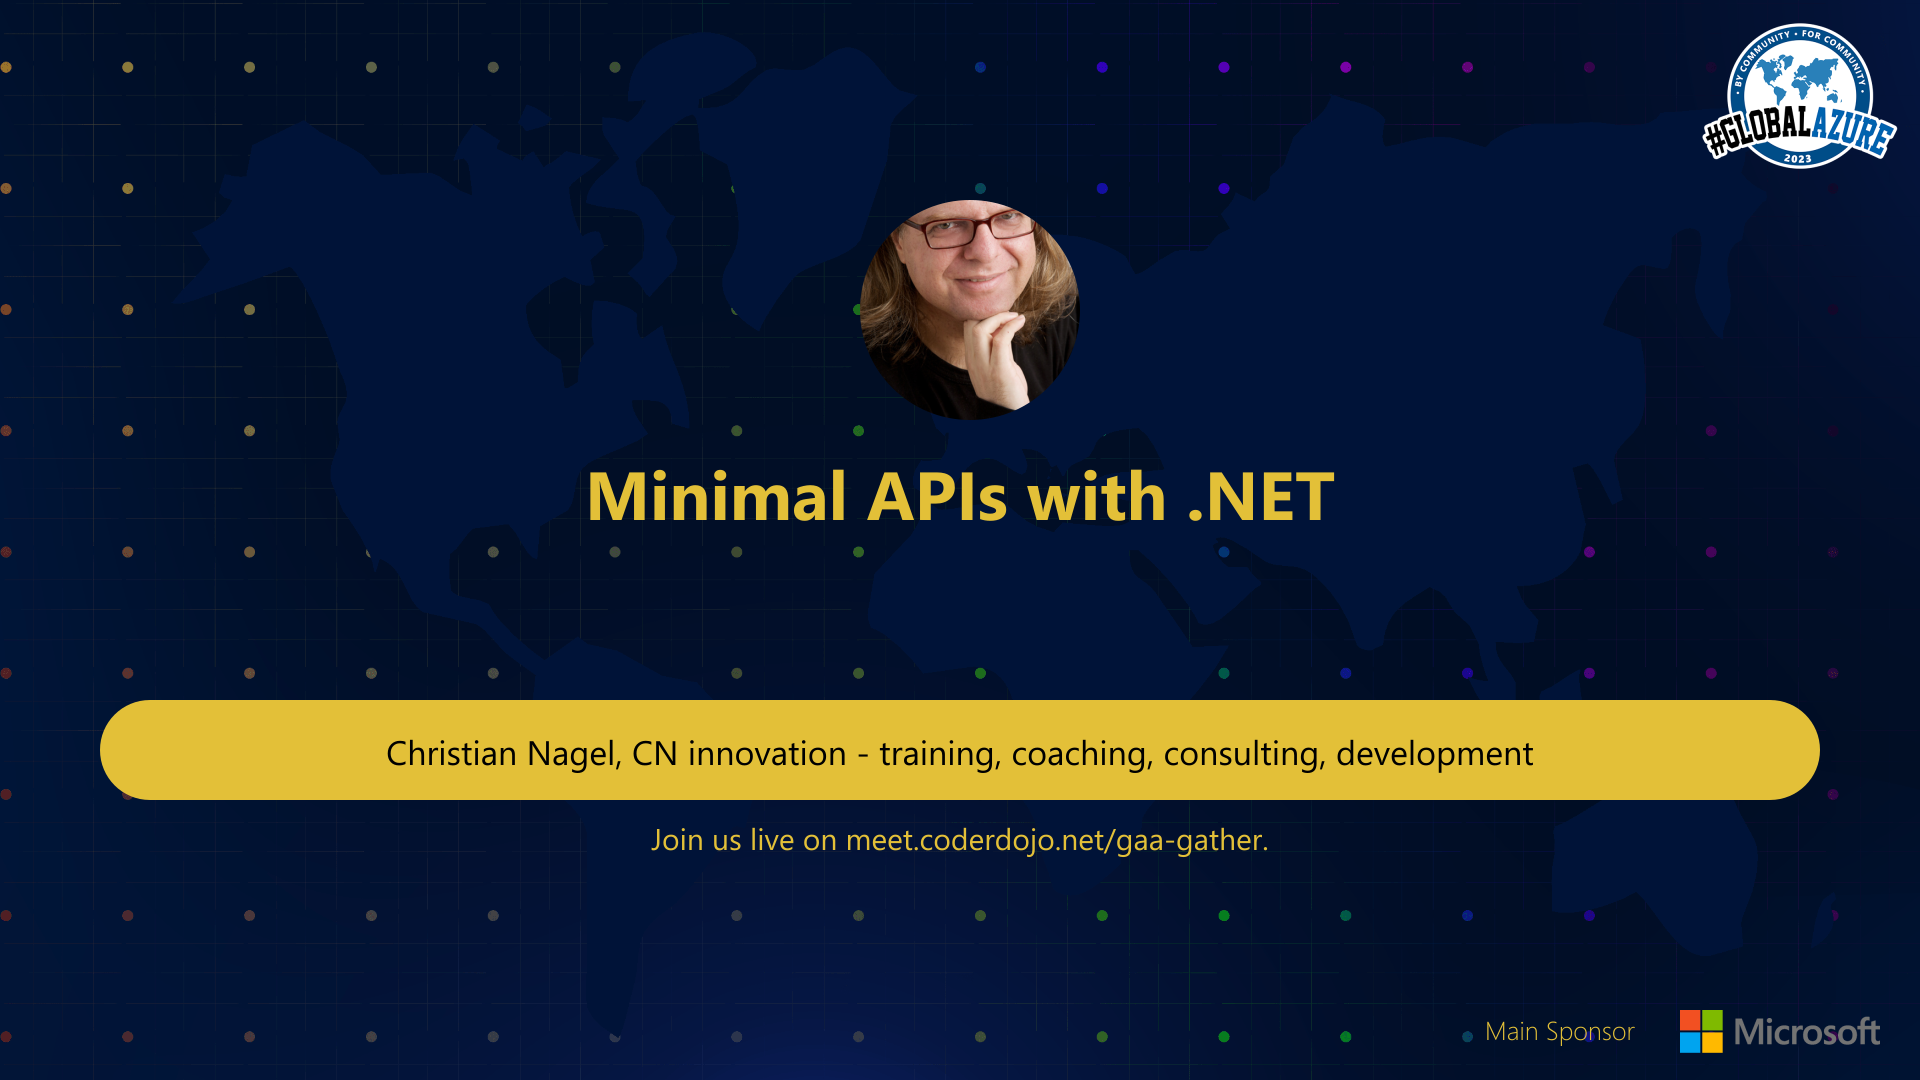 • BY COMMUNITY • FOR COMMUNITY •
#GLOBALAZURE
2023
Minimal APIs with .NET
Christian Nagel, CN innovation - training, coaching, consulting, development
Join us live on meet.coderdojo.net/gaa-gather.
Main Sponsor
Microsoft